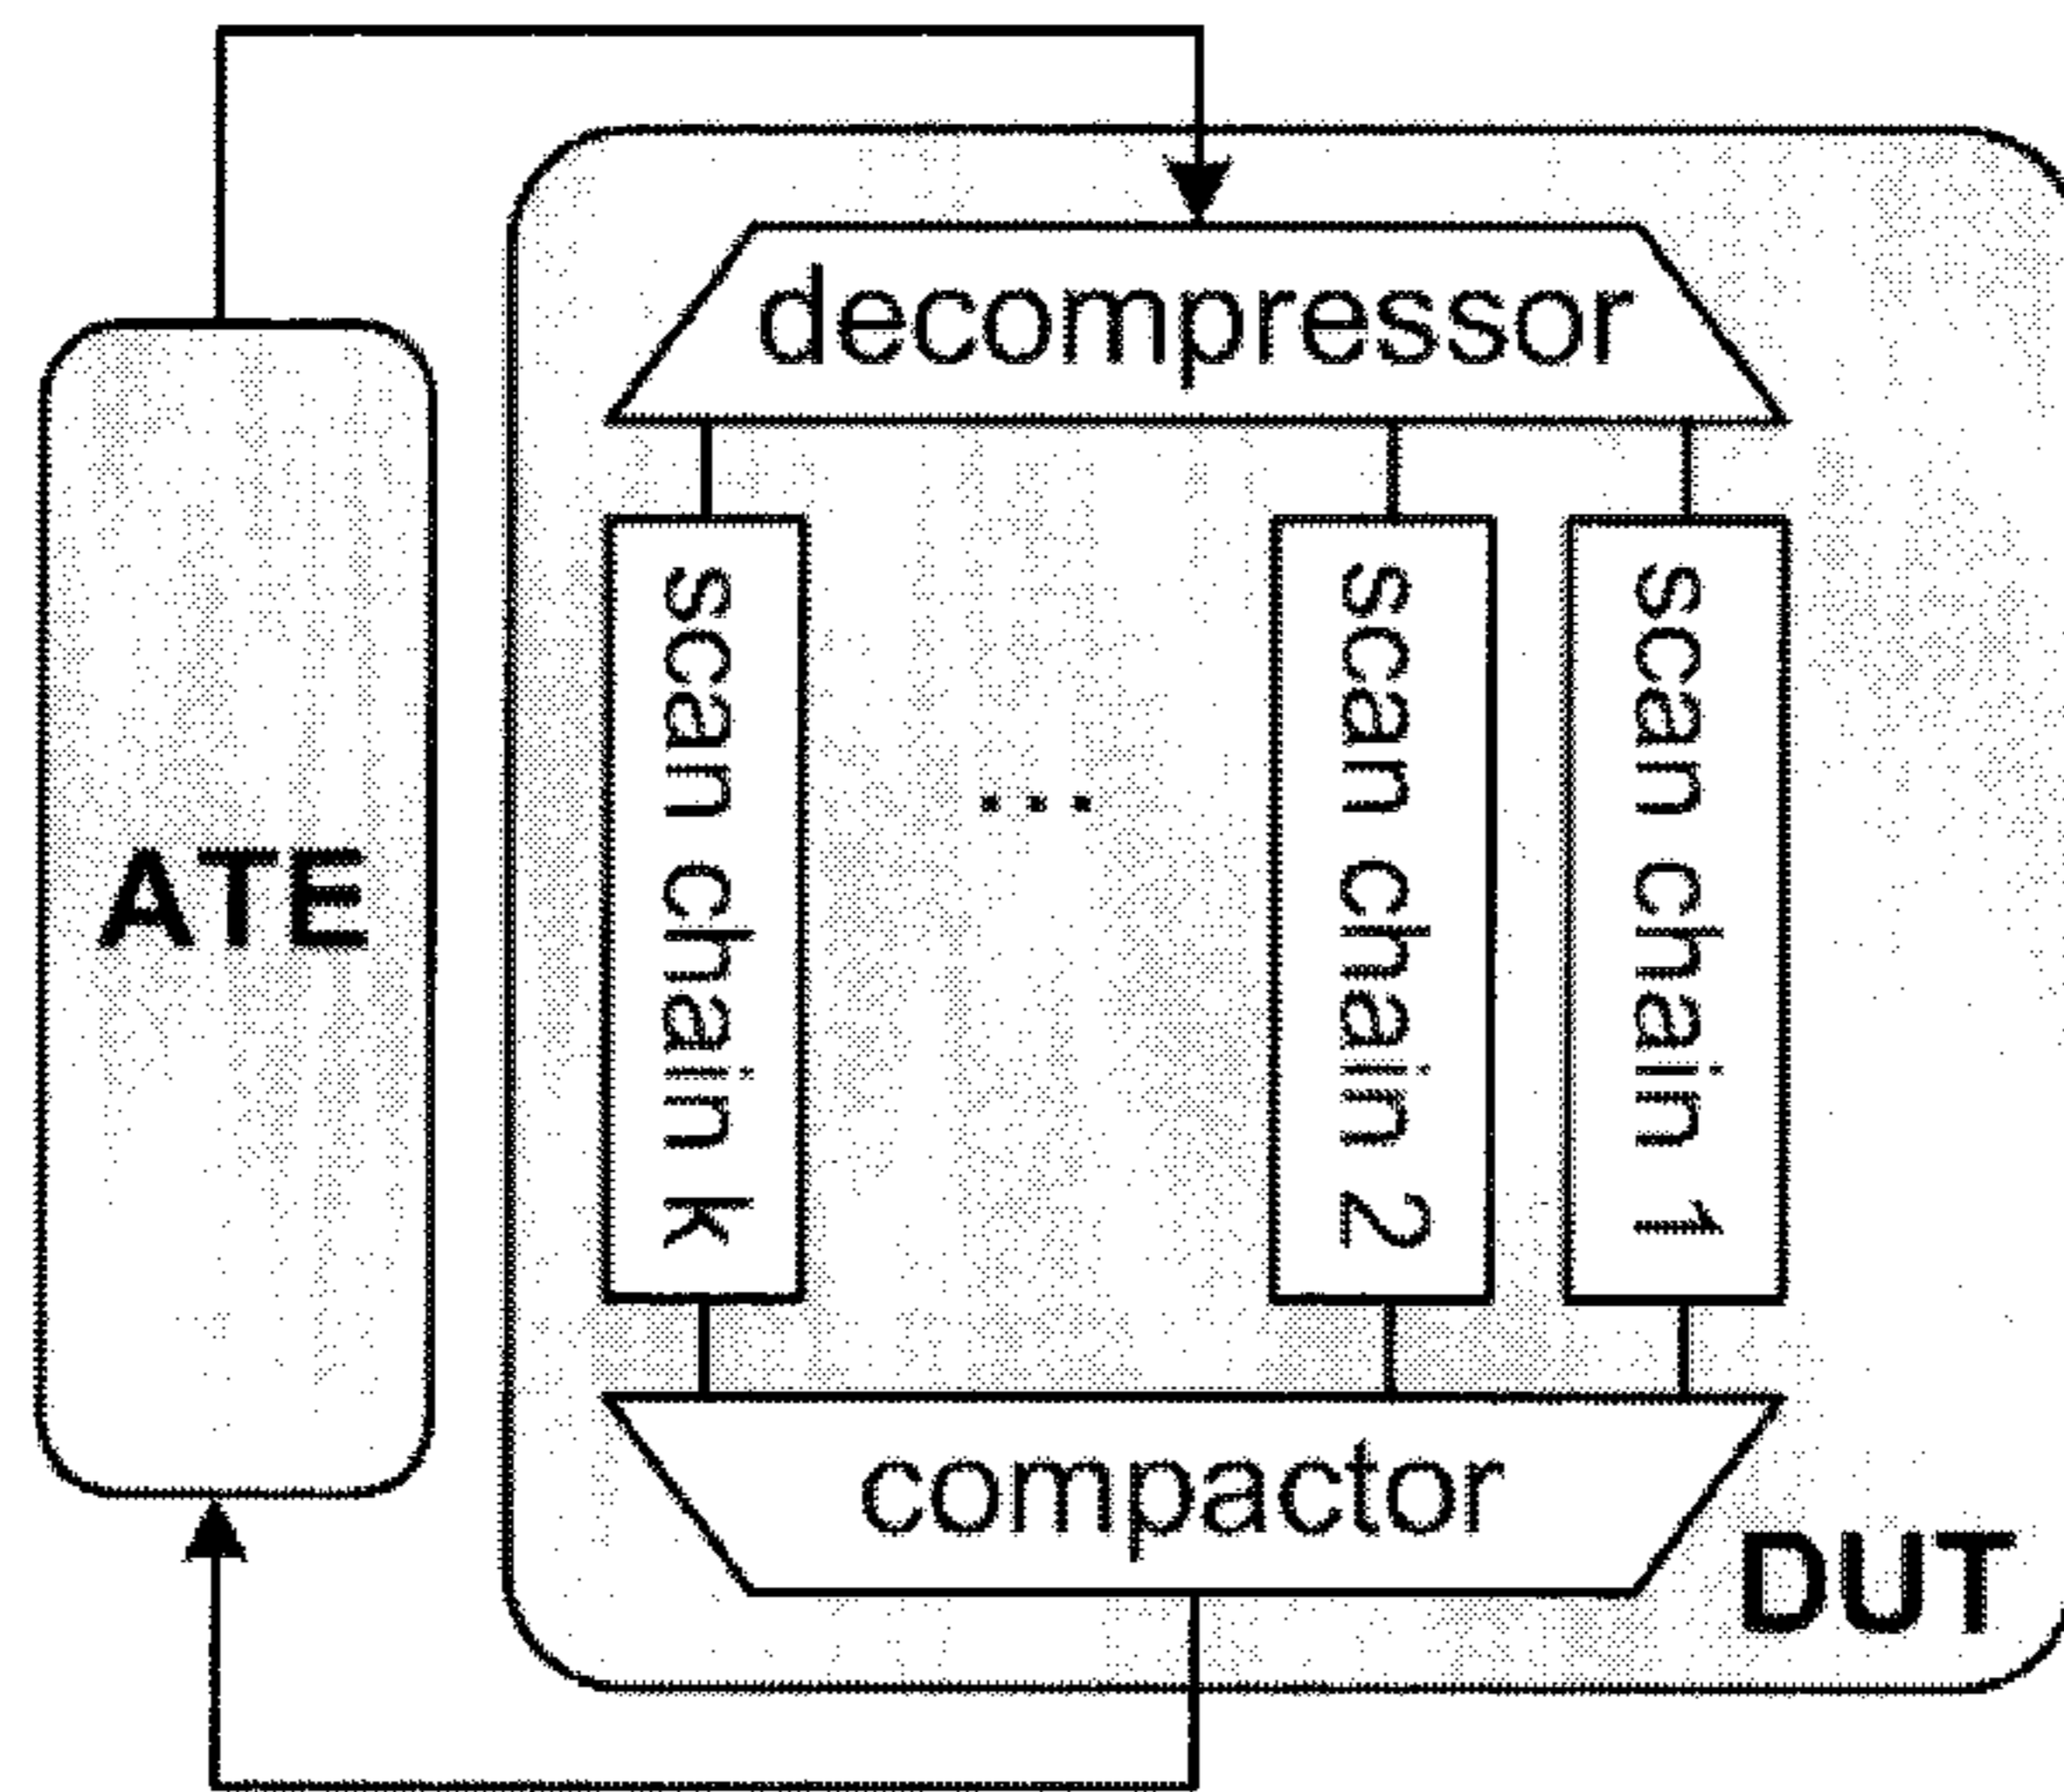 decompressor
ATE
scan chain k
...
scan chain 2
scan chain 1
compactor
DUT